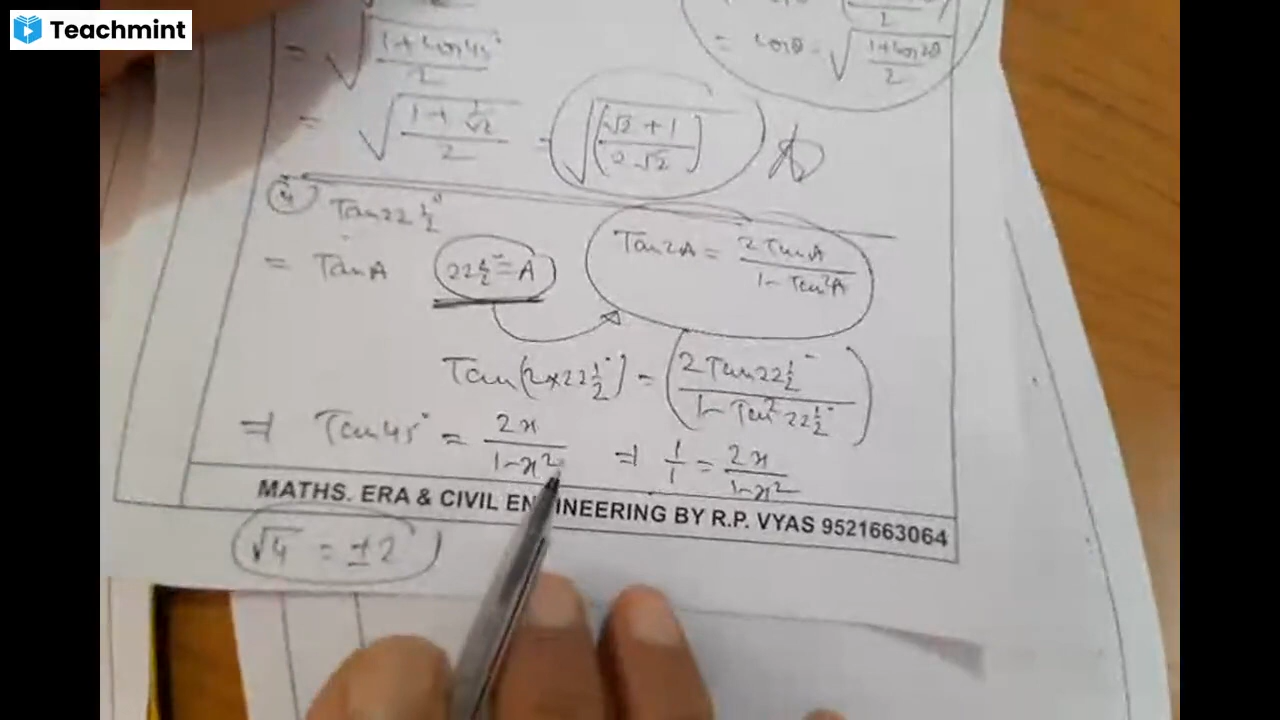 Teachmint
= √(1+cos45°/2)
= cosθ = √(1+cos2θ/2)
= √(1+1/√2/2) = √((√2+1)/(2√2))
④ Tan22½°
= TanA 22½° = A Tan2A = 2TanA/1-Tan²A
Tan(2×22½°) = (2Tan22½°/1-Tan²22½°)
⇒ Tan45° = 2x/1-x² ⇒ 1/1 = 2x/1-x²
MATHS. ERA & CIVIL ENGINEERING BY R.P. VYAS 9521663064
√4 = ±2